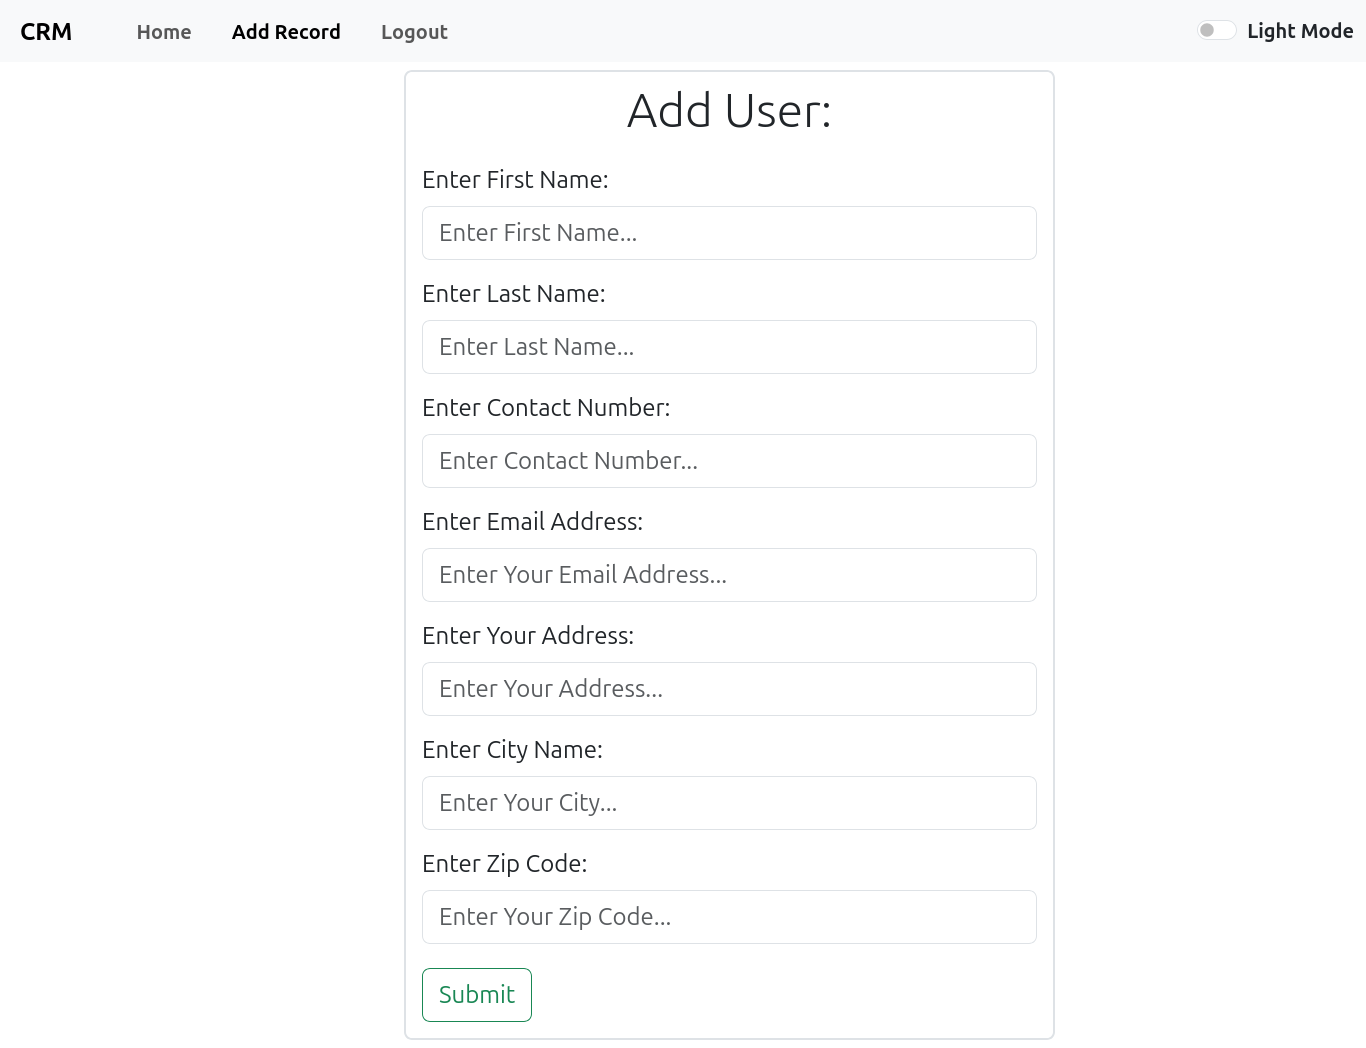 CRM Home Add Record Logout Light Mode
Add User:
Enter First Name:
Enter First Name...
Enter Last Name:
Enter Last Name...
Enter Contact Number:
Enter Contact Number...
Enter Email Address:
Enter Your Email Address...
Enter Your Address:
Enter Your Address...
Enter City Name:
Enter Your City...
Enter Zip Code:
Enter Your Zip Code...
Submit